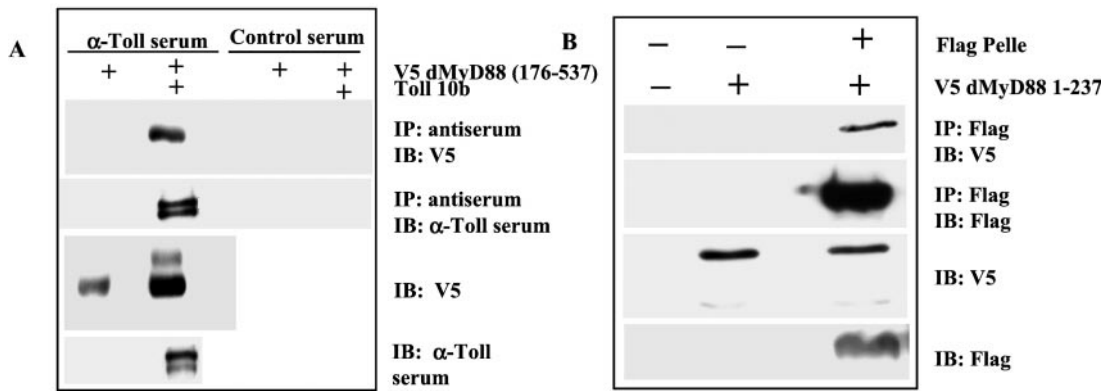 A
α-Toll serum Control serum
+ + + +
V5 dMyD88 (176-537)
+ +
Toll 10b
IP: antiserum
IB: V5
IP: antiserum
IB: α-Toll serum
IB: V5
IB: α-Toll
serum
B
− − +
Flag Pelle
− + +
V5 dMyD88 1-237
IP: Flag
IB: V5
IP: Flag
IB: Flag
IB: V5
IB: Flag